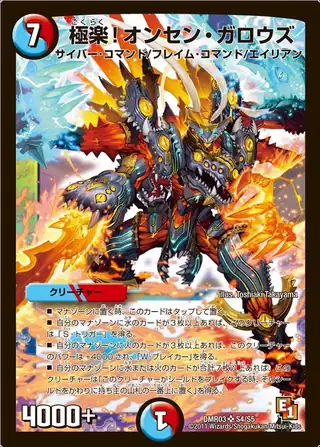 7
ごくらく
極楽!オンセン・ガロウズ
サイバー・コマンド/フレイム・コマンド/エイリアン
Illus. Toshiaki Takayama
クリーチャー
■ マナゾーンに置く時、このカードはタップして置く。
■ 自分のマナゾーンに水のカードが3枚以上あれば、このクリーチャー
は「S・トリガー」を得る。
■ 自分のマナゾーンに火のカードが3枚以上あれば、このクリーチャー
のパワーは+4000され、「W・ブレイカー」を得る。
■ 自分のマナゾーンに水または火のカードが合計7枚以上あれば、この
クリーチャーは「このクリーチャーがシールドをブレイクする時、そのシー
ルドをかわりに持ち主の山札の一番上に置く」を得る。
4000+
1
DMR03 S4/S5
©2011 Wizards/Shogakukan/Mitsui-Kids
E1